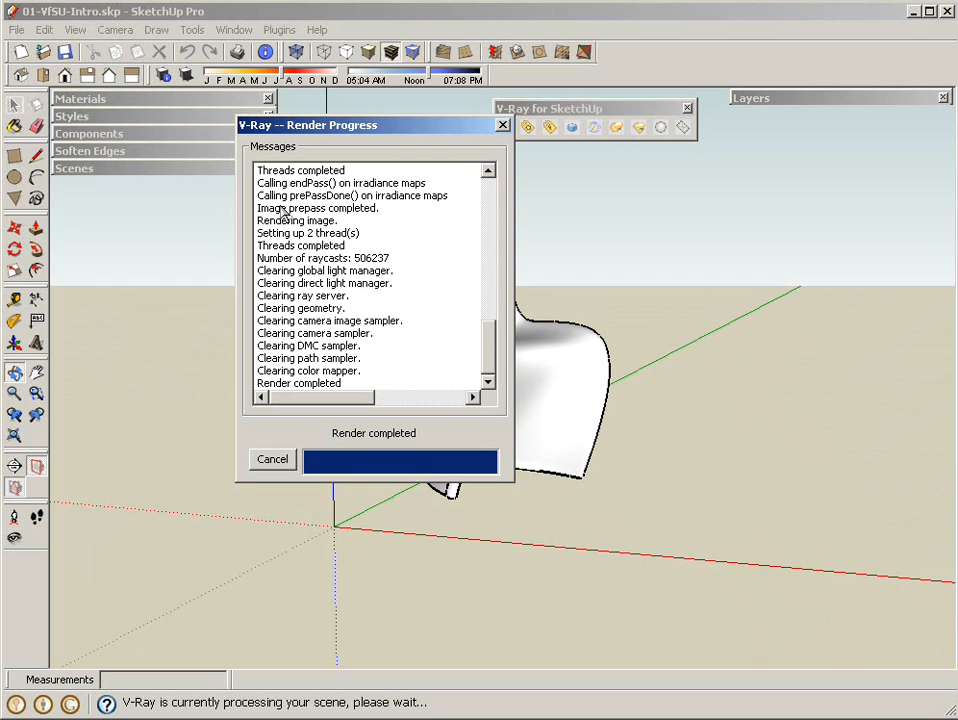 01-VfSU-Intro.skp - SketchUp Pro
File Edit View Camera Draw Tools Window Plugins Help
J F M A M J J A S O N D 05:04 AM Noon 07:08 PM
Materials
Styles
Components
Soften Edges
Scenes
V-Ray for SketchUp
Layers
V-Ray -- Render Progress
Messages
Threads completed
Calling endPass() on irradiance maps
Calling prePassDone() on irradiance maps
Image prepass completed.
Rendering image.
Setting up 2 thread(s)
Threads completed
Number of raycasts: 506237
Clearing global light manager.
Clearing direct light manager.
Clearing ray server.
Clearing geometry.
Clearing camera image sampler.
Clearing camera sampler.
Clearing DMC sampler.
Clearing path sampler.
Clearing color mapper.
Render completed
Render completed
Cancel
Measurements
V-Ray is currently processing your scene, please wait...